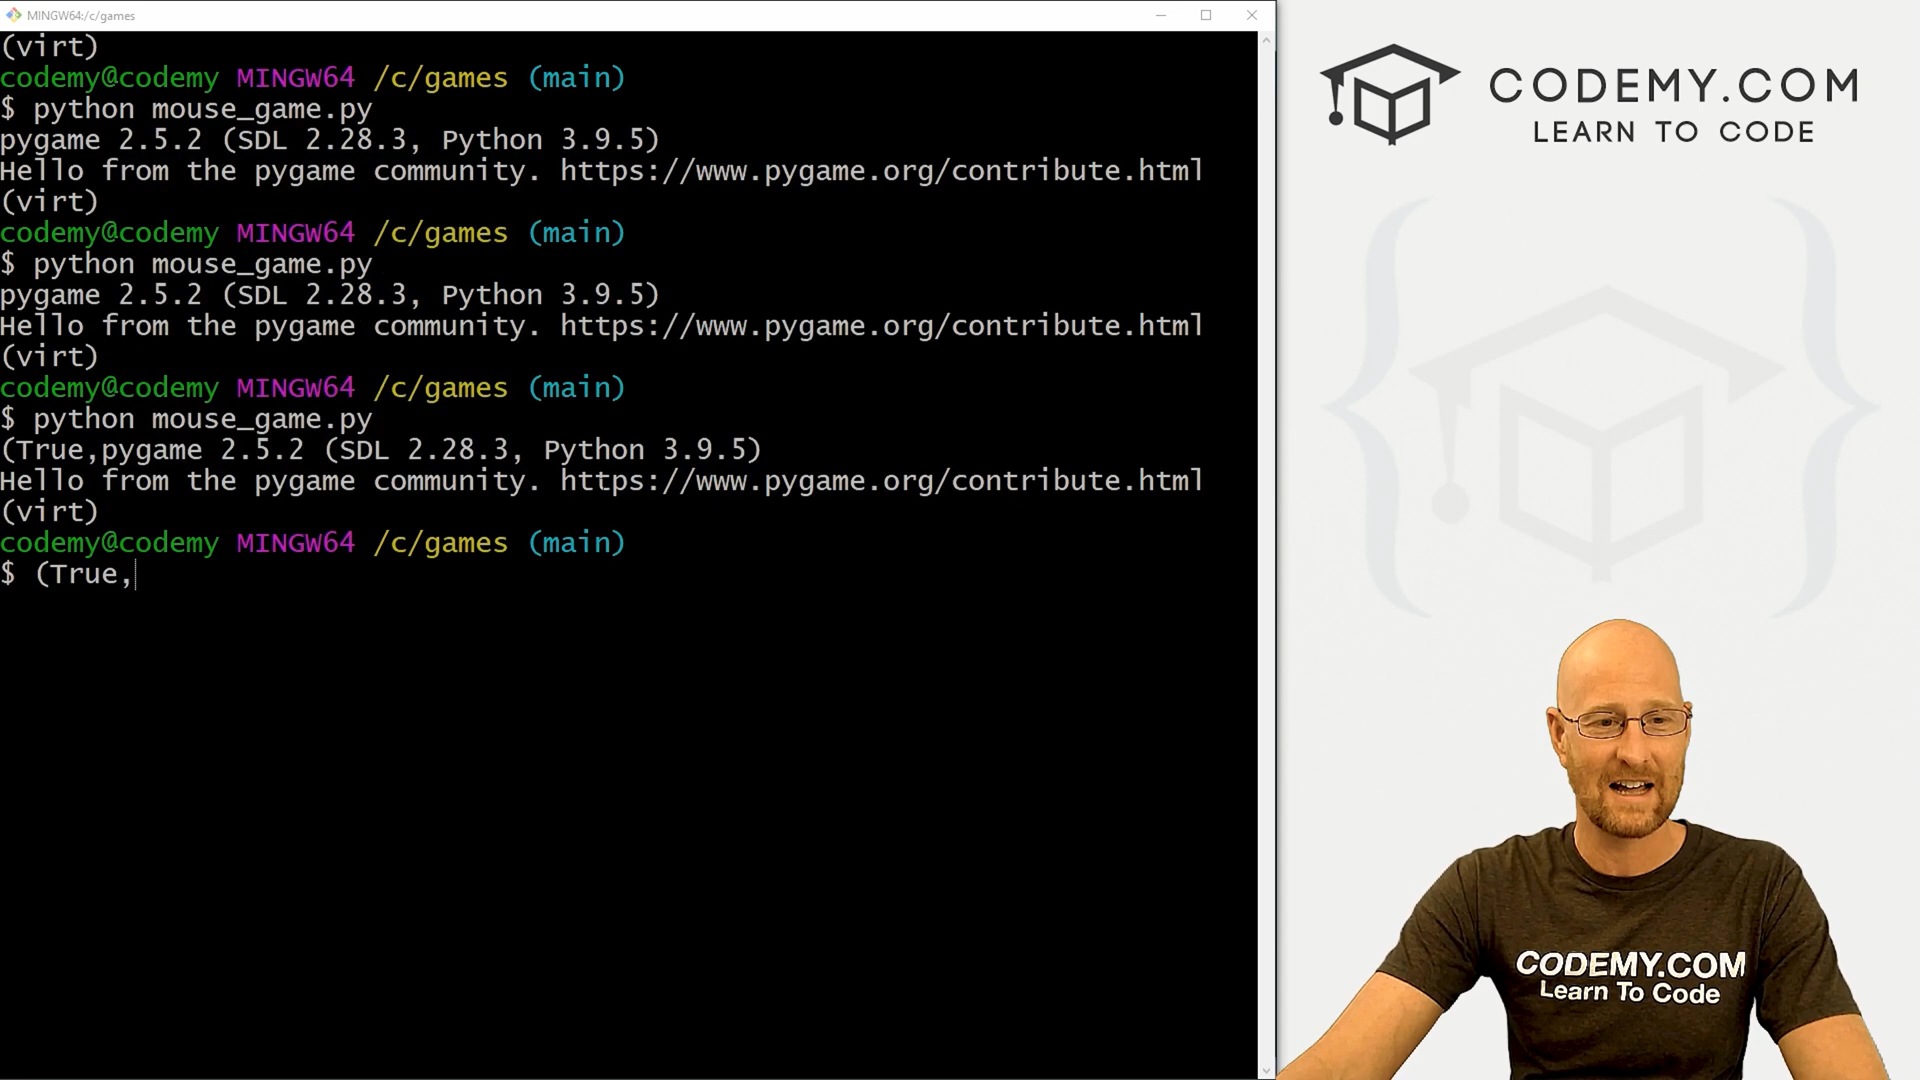 MINGW64:/c/games
(virt)
codemy@codemy MINGW64 /c/games (main)
$ python mouse_game.py
pygame 2.5.2 (SDL 2.28.3, Python 3.9.5)
Hello from the pygame community. https://www.pygame.org/contribute.html
(virt)
codemy@codemy MINGW64 /c/games (main)
$ python mouse_game.py
pygame 2.5.2 (SDL 2.28.3, Python 3.9.5)
Hello from the pygame community. https://www.pygame.org/contribute.html
(virt)
codemy@codemy MINGW64 /c/games (main)
$ python mouse_game.py
(True,pygame 2.5.2 (SDL 2.28.3, Python 3.9.5)
Hello from the pygame community. https://www.pygame.org/contribute.html
(virt)
codemy@codemy MINGW64 /c/games (main)
$ (True,
CODEMY.COM
LEARN TO CODE
CODEMY.COM
Learn To Code